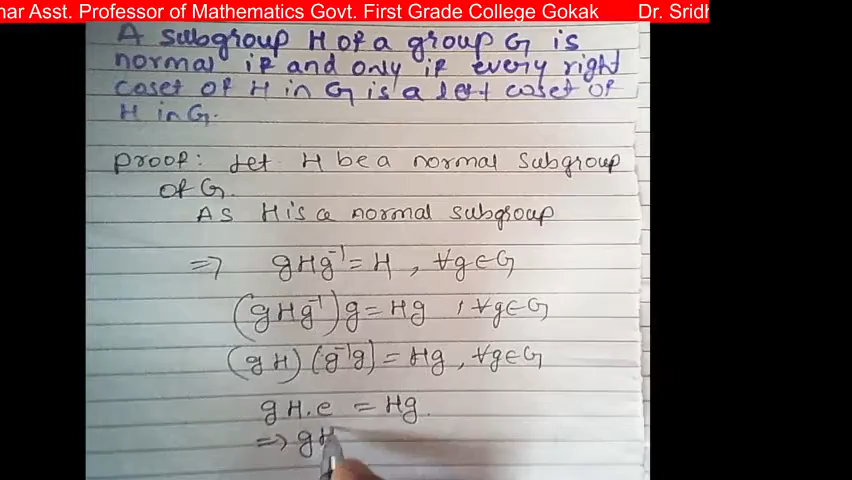 nar Asst. Professor of Mathematics Govt. First Grade College Gokak Dr. Sridh
A subgroup H of a group G is
normal if and only if every right
coset of H in G is a left coset of
H in G.
Proof: Let H be a normal subgroup
of G.
As H is a normal subgroup
⇒ gHg⁻¹ = H , ∀g∈G
(gHg⁻¹)g = Hg , ∀g∈G
(gH)(g⁻¹g) = Hg , ∀g∈G
gH.e = Hg.
⇒ gH